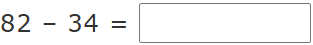 82 – 34 =